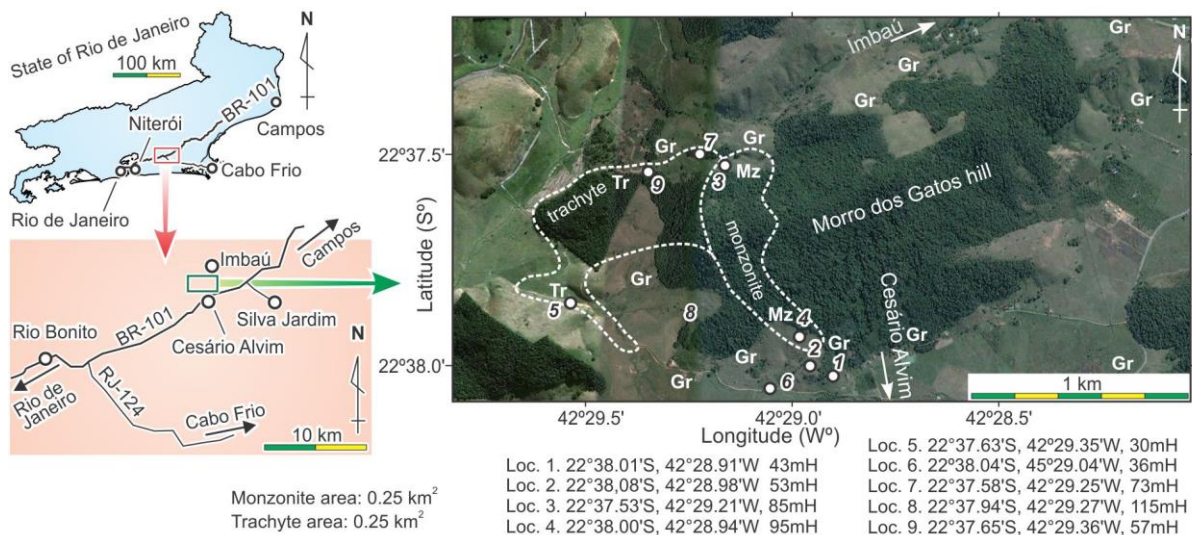 State of Rio de Janeiro
100 km
N
BR-101
Niterói
Campos
Cabo Frio
Rio de Janeiro
Imbaú
Campos
BR-101
Silva Jardim
Cesário Alvim
Rio Bonito
N
Rio de
Janeiro
RJ-124
Cabo Frio
10 km
Monzonite area: 0.25 km²
Trachyte area: 0.25 km²
Latitude (Sº)
22°37.5'
22°38.0'
Imbaú
Gr
N
Gr
Gr
Gr
Gr
7
Gr
Tr
9
3
Mz
trachyte
monzonite
Morro dos Gatos hill
Gr
Tr
5
8
Mz
4
2
Gr
1
Gr
Gr
Gr
6
Cesário Alvim
1 km
42°29.5'
42°29.0'
42°28.5'
Longitude (Wº)
Loc. 1. 22°38.01'S, 42°28.91'W 43mH
Loc. 2. 22°38,08'S, 42°28.98'W 53mH
Loc. 3. 22°37.53'S, 42°29.21'W, 85mH
Loc. 4. 22°38.00'S, 42°28.94'W 95mH
Loc. 5. 22°37.63'S, 42°29.35'W, 30mH
Loc. 6. 22º38.04'S, 45º29.04'W, 36mH
Loc. 7. 22°37.58'S, 42°29.25'W, 73mH
Loc. 8. 22°37.94'S, 42°29.27'W, 115mH
Loc. 9. 22°37.65'S, 42°29.36'W, 57mH